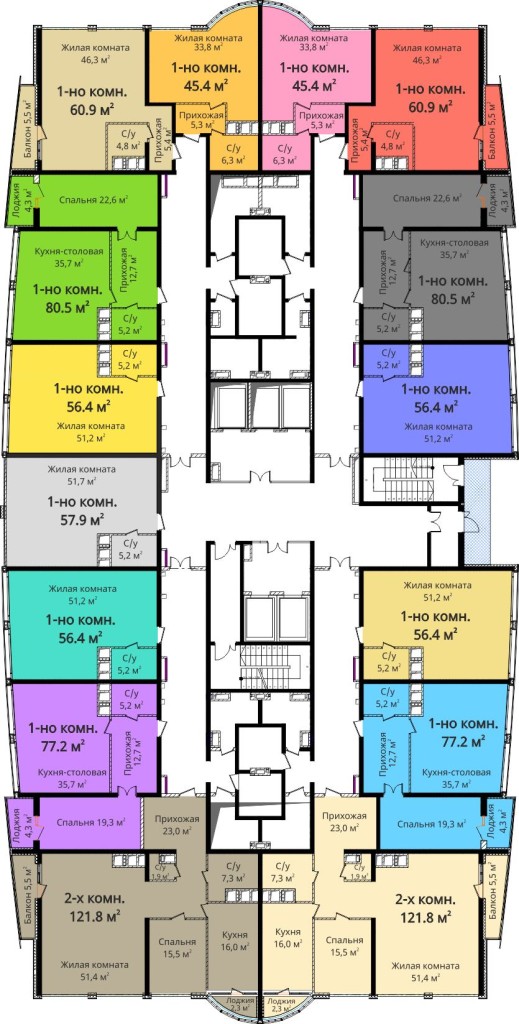 Жилая комната
46,3 м²
1-но комн.
60.9 м²
Балкон 5,5 м²
С/у
4,8 м²
Прихожая
5,4 м²
Жилая комната
33,8 м²
1-но комн.
45.4 м²
Прихожая
5,3 м²
С/у
6,3 м²
Жилая комната
33,8 м²
1-но комн.
45.4 м²
Прихожая
5,3 м²
С/у
6,3 м²
Жилая комната
46,3 м²
1-но комн.
60.9 м²
Прихожая
5,4 м²
С/у
4,8 м²
Балкон 5,5 м²
Лоджия
4,3 м²
Спальня 22,6 м²
Кухня-столовая
35,7 м²
Прихожая
12,7 м²
1-но комн.
80.5 м²
С/у
5,2 м²
Спальня 22,6 м²
Лоджия
4,3 м²
Кухня-столовая
35,7 м²
Прихожая
12,7 м²
1-но комн.
80.5 м²
С/у
5,2 м²
С/у
5,2 м²
1-но комн.
56.4 м²
Жилая комната
51,2 м²
С/у
5,2 м²
1-но комн.
56.4 м²
Жилая комната
51,2 м²
Жилая комната
51,7 м²
1-но комн.
57.9 м²
С/у
5,2 м²
Жилая комната
51,2 м²
1-но комн.
56.4 м²
С/у
5,2 м²
Жилая комната
51,2 м²
1-но комн.
56.4 м²
С/у
5,2 м²
С/у
5,2 м²
1-но комн.
77.2 м²
Прихожая
12,7 м²
Кухня-столовая
35,7 м²
Лоджия
4,3 м²
Спальня 19,3 м²
С/у
5,2 м²
1-но комн.
77.2 м²
Прихожая
12,7 м²
Кухня-столовая
35,7 м²
Спальня 19,3 м²
Лоджия
4,3 м²
Прихожая
23,0 м²
Балкон 5,5 м²
С/у
1,9 м²
С/у
7,3 м²
2-х комн.
121.8 м²
Жилая комната
51,4 м²
Спальня
15,5 м²
Кухня
16,0 м²
Лоджия
2,3 м²
Прихожая
23,0 м²
С/у
7,3 м²
С/у
1,9 м²
2-х комн.
121.8 м²
Кухня
16,0 м²
Спальня
15,5 м²
Жилая комната
51,4 м²
Балкон 5,5 м²
Лоджия
2,3 м²